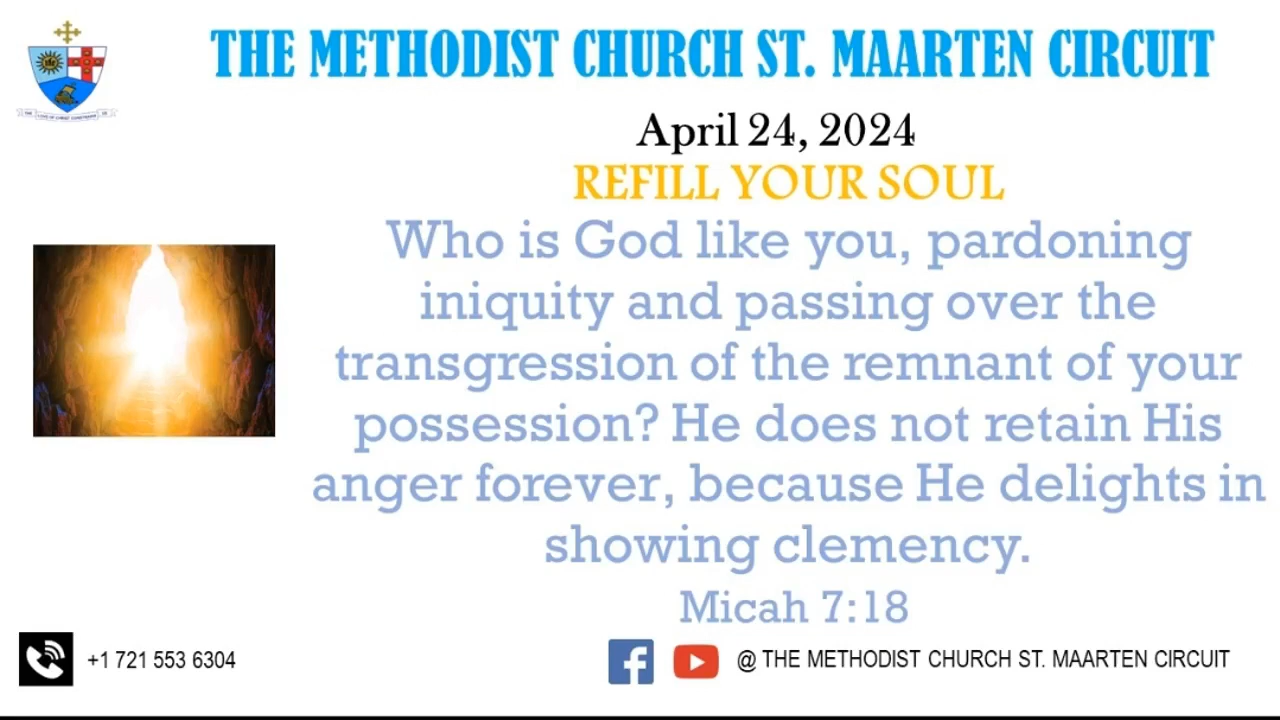 THE METHODIST CHURCH ST. MAARTEN CIRCUIT
April 24, 2024
REFILL YOUR SOUL
Who is God like you, pardoning
iniquity and passing over the
transgression of the remnant of your
possession? He does not retain His
anger forever, because He delights in
showing clemency.
Micah 7:18
+1 721 553 6304
@ THE METHODIST CHURCH ST. MAARTEN CIRCUIT